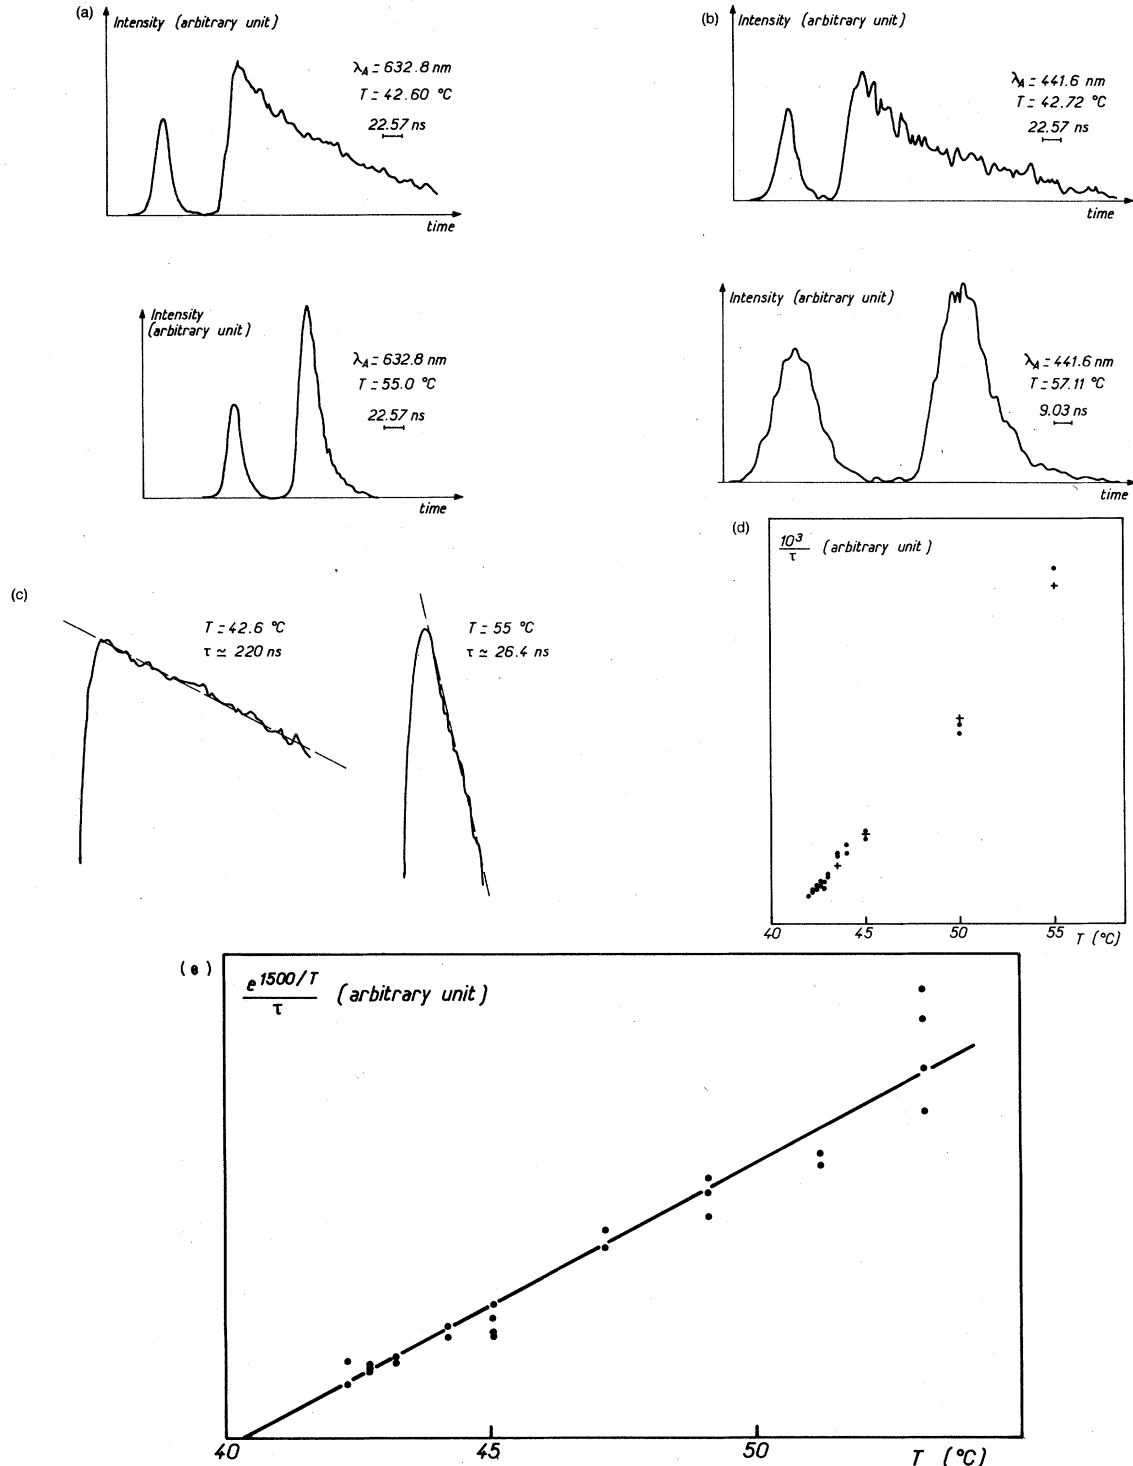 (a)
Intensity (arbitrary unit)
λA = 632.8 nm
T = 42.60 °C
22.57 ns
time
(b)
Intensity (arbitrary unit)
λA = 441.6 nm
T = 42.72 °C
22.57 ns
time
Intensity
(arbitrary unit)
λA = 632.8 nm
T = 55.0 °C
22.57 ns
time
Intensity (arbitrary unit)
λA = 441.6 nm
T = 57.11 °C
9.03 ns
time
(c)
T = 42.6 °C
τ ≃ 220 ns
T = 55 °C
τ ≃ 26.4 ns
(d)
10³/τ (arbitrary unit)
40 45 50 55 T (°C)
(e)
e^1500/T/τ (arbitrary unit)
40 45 50 T (°C)